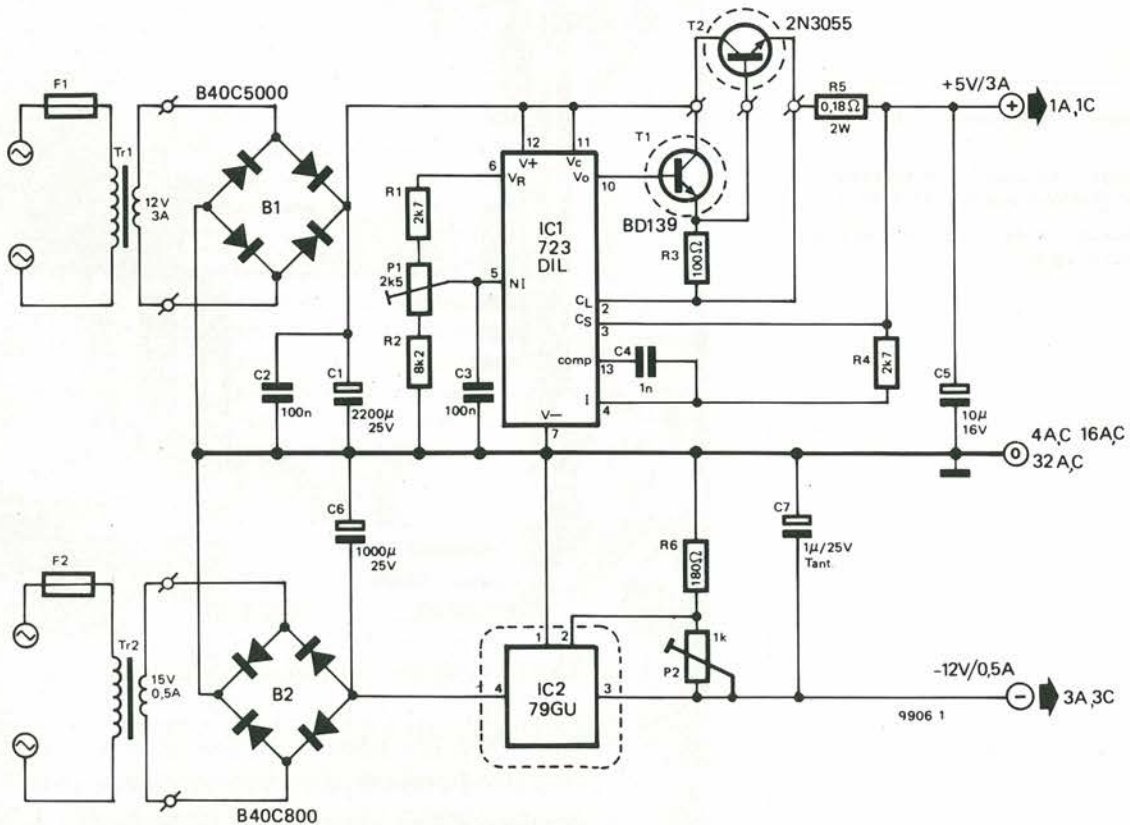 T2
2N3055
F1
B40C5000
R5
0,18Ω
2W
+5V/3A
+
1A,1C
Tr1
12V
3A
B1
12
V+
11
Vc
6
VR
Vo
10
T1
BD139
R1
2k7
IC1
723
DIL
P1
2k5
5
NI
R3
100Ω
CL
2
CS
3
R2
8k2
comp
13
C4
1n
R4
2k7
C2
100n
C1
2200µ
25V
C3
100n
I
4
V–
7
C5
10µ
16V
0
4A,C 16A,C
32A,C
C6
1000µ
25V
R6
180Ω
C7
1µ/25V
Tant.
F2
Tr2
15V
0,5A
B2
1
2
4
IC2
79GU
3
1k
P2
-12V/0,5A
–
3A,3C
9906 1
B40C800